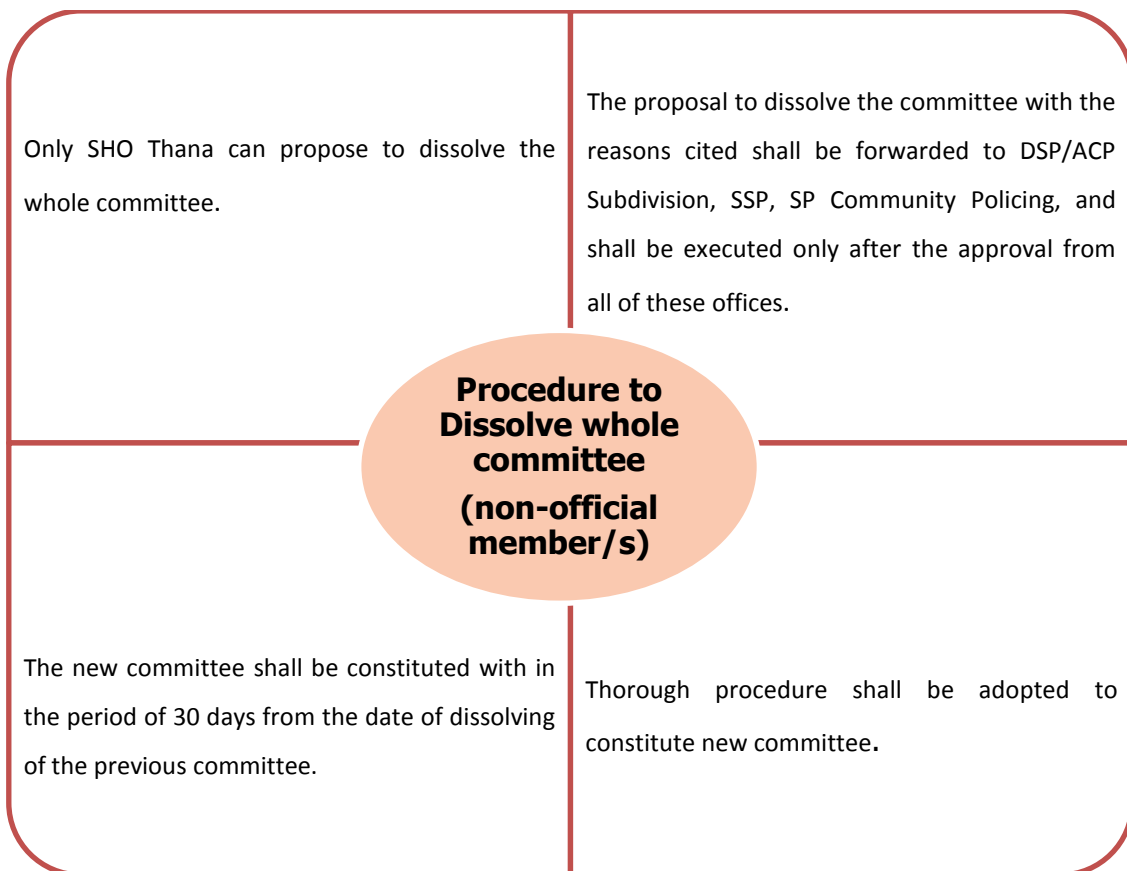 Only SHO Thana can propose to dissolve the
whole committee.
The proposal to dissolve the committee with the
reasons cited shall be forwarded to DSP/ACP
Subdivision, SSP, SP Community Policing, and
shall be executed only after the approval from
all of these offices.
Procedure to
Dissolve whole
committee
(non-official
member/s)
The new committee shall be constituted with in
the period of 30 days from the date of dissolving
of the previous committee.
Thorough procedure shall be adopted to
constitute new committee.